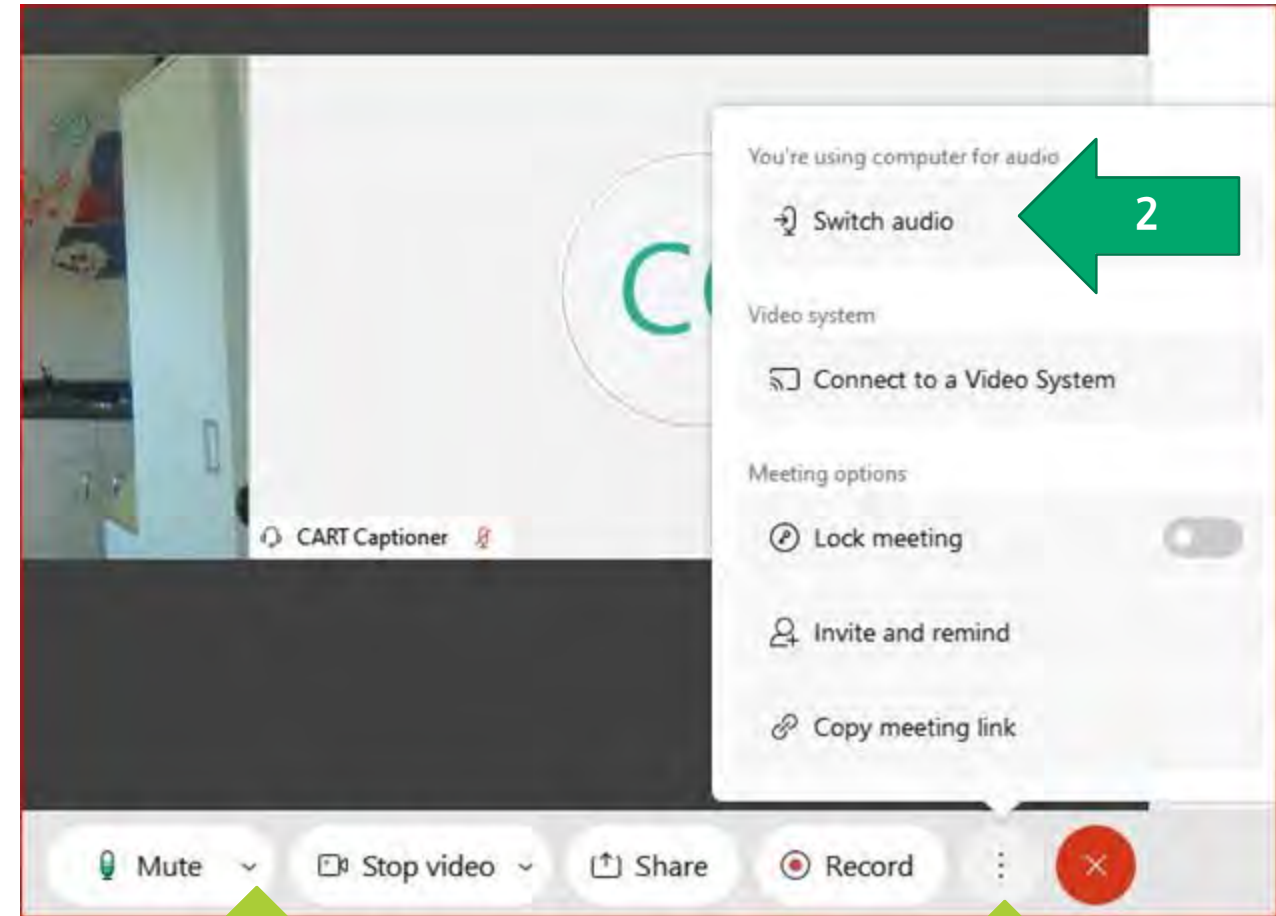 You're using computer for audio
Switch audio
2
Video system
Connect to a Video System
Meeting options
CART Captioner
Lock meeting
Invite and remind
Copy meeting link
Mute
Stop video
Share
Record